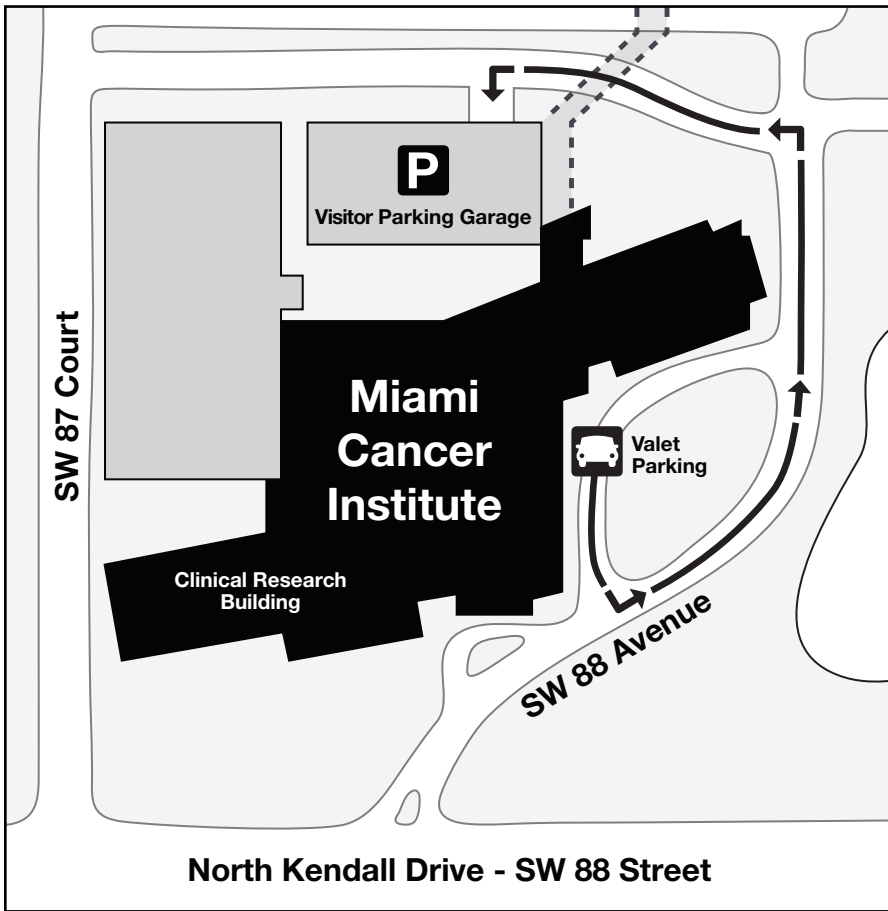 P
Visitor Parking Garage
SW 87 Court
Miami
Cancer
Institute
Valet
Parking
Clinical Research
Building
SW 88 Avenue
North Kendall Drive - SW 88 Street